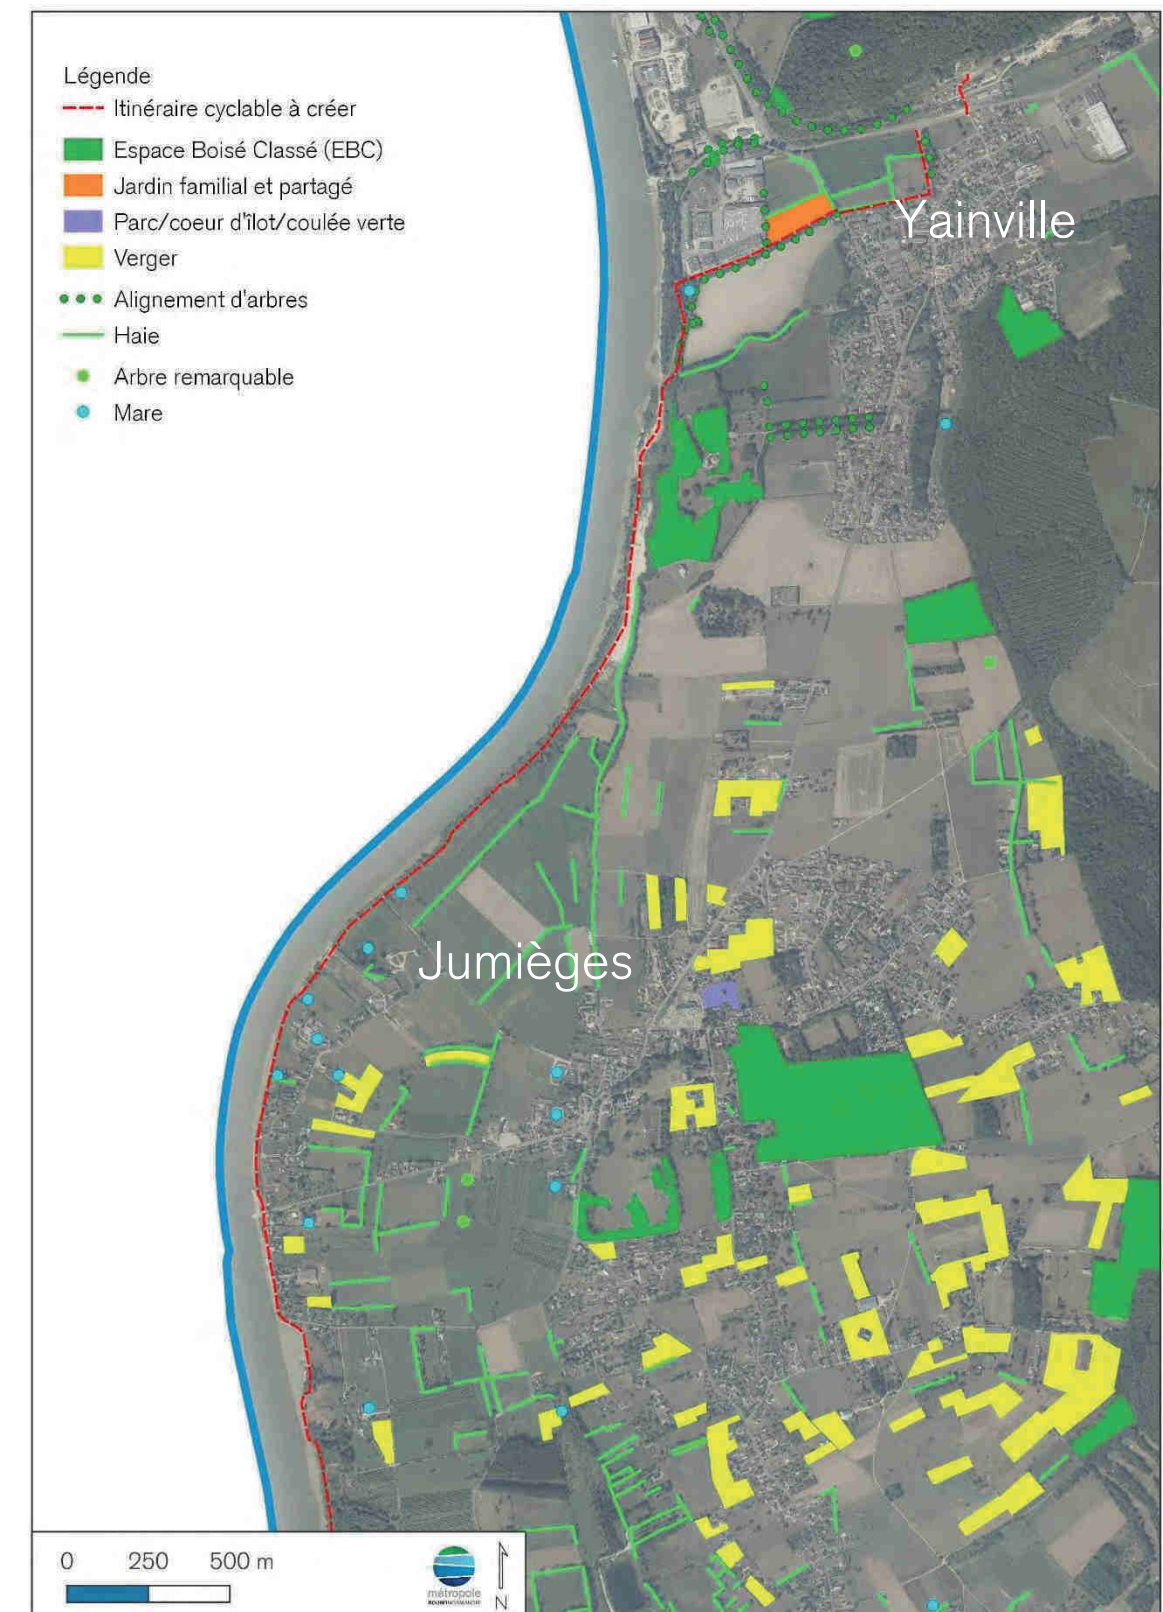 Légende
Itinéraire cyclable à créer
Espace Boisé Classé (EBC)
Jardin familial et partagé
Parc/coeur d'îlot/coulée verte
Verger
Alignement d'arbres
Haie
Arbre remarquable
Mare
Yainville
Jumièges
0 250 500 m
métropole
ROUENNORMANDIE
N